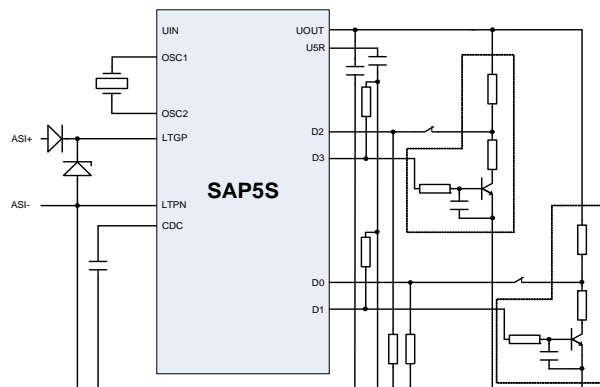 UIN
UOUT
U5R
OSC1
OSC2
ASI+
LTGP
D2
D3
SAP5S
ASI-
LTPN
CDC
D0
D1